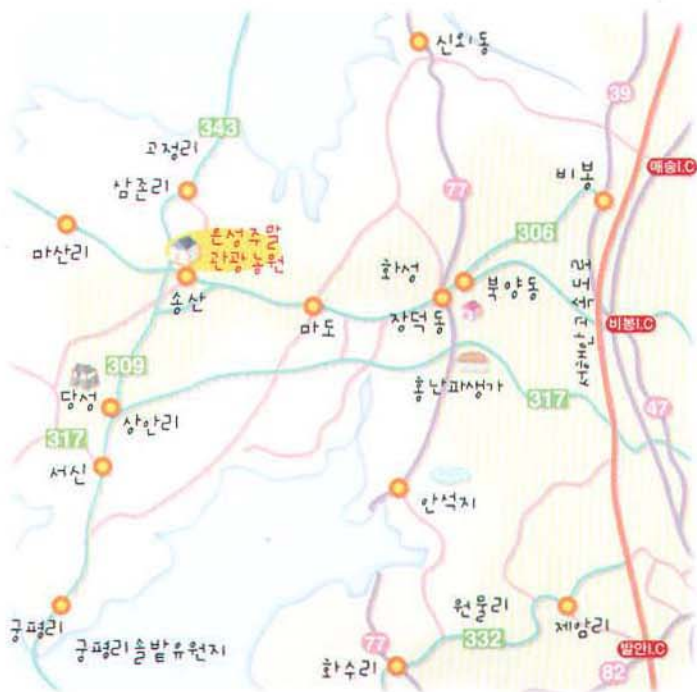 신외동
39
343
고정리
매송I.C
삼존리
비봉
77
306
마산리
은성주말
관광농원
화성
북양동
송산
마도
장덕동
비봉I.C
서해안고속도로
309
당성
홍난파생가
상안리
317
317
47
서신
안석지
궁평리
원물리
제암리
궁평리솔밭유원지
77
332
발안I.C
화수리
82